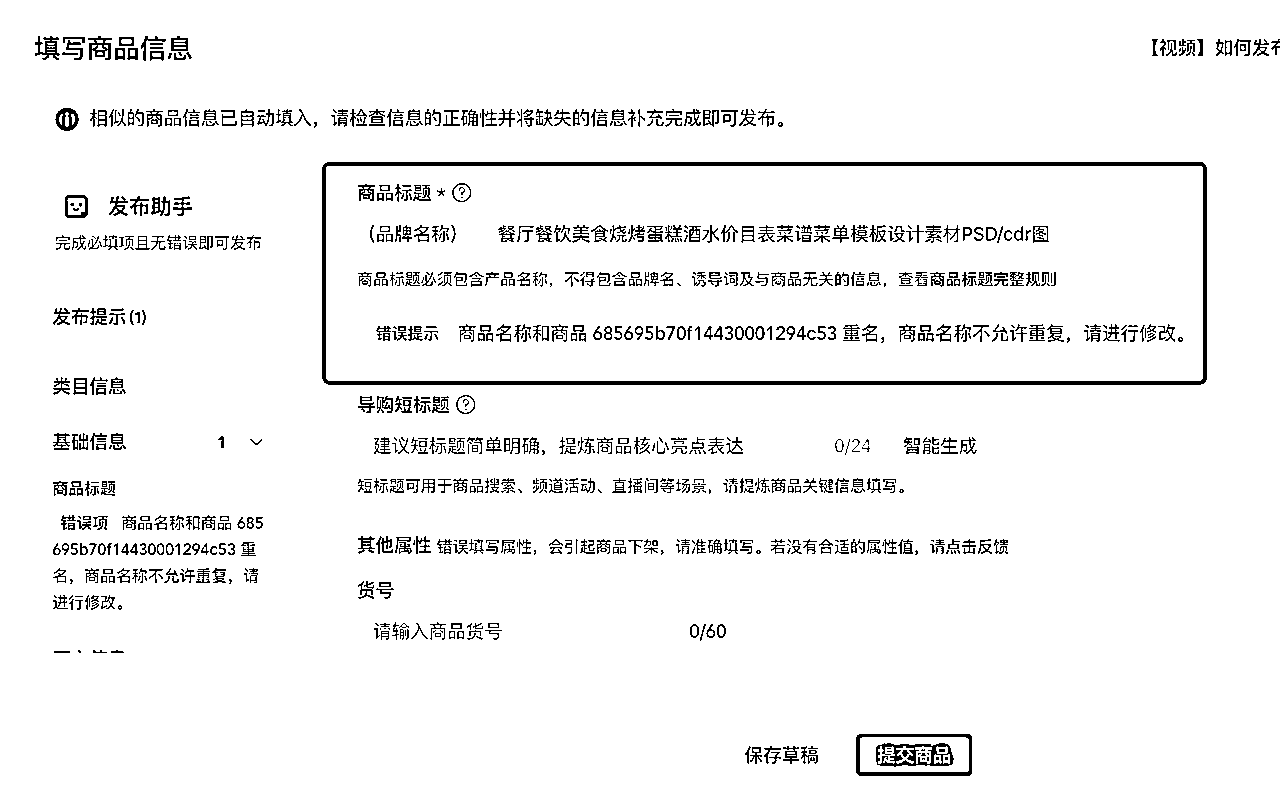 填写商品信息
【视频】如何发布
相似的商品信息已自动填入，请检查信息的正确性并将缺失的信息补充完成即可发布。
发布助手
完成必填项且无错误即可发布
发布提示(1)
类目信息
基础信息 1
商品标题
错误项 商品名称和商品 685
695b70f14430001294c53 重
名，商品名称不允许重复，请
进行修改。
商品标题 *
（品牌名称） 餐厅餐饮美食烧烤蛋糕酒水价目表菜谱菜单模板设计素材PSD/cdr图
商品标题必须包含产品名称，不得包含品牌名、诱导词及与商品无关的信息，查看商品标题完整规则
错误提示 商品名称和商品 685695b70f14430001294c53 重名，商品名称不允许重复，请进行修改。
导购短标题
建议短标题简单明确，提炼商品核心亮点表达 0/24 智能生成
短标题可用于商品搜索、频道活动、直播间等场景，请提炼商品关键信息填写。
其他属性 错误填写属性，会引起商品下架，请准确填写。若没有合适的属性值，请点击反馈
货号
请输入商品货号 0/60
保存草稿 提交商品